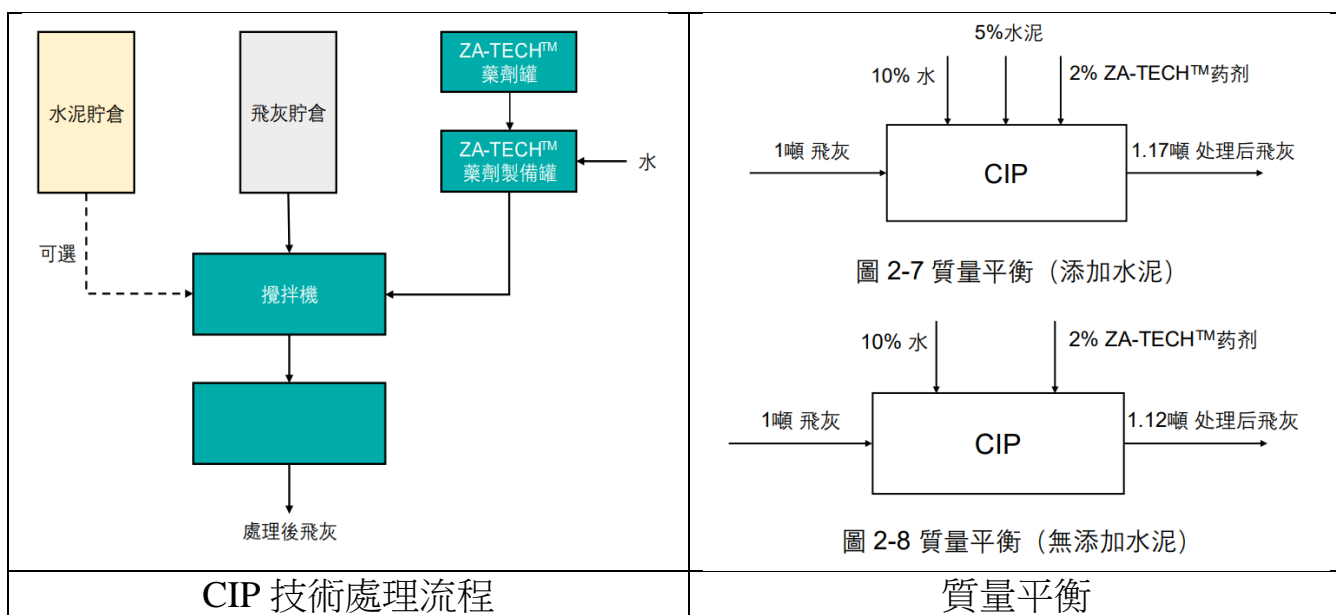 ZA-TECH™
藥劑罐
水泥貯倉
飛灰貯倉
ZA-TECH™
藥劑製備罐
水
可選
攪拌機
處理後飛灰
CIP 技術處理流程
5%水泥
10% 水
2% ZA-TECH™药剂
1噸 飛灰
CIP
1.17噸 处理后飛灰
圖 2-7 質量平衡（添加水泥）
10% 水
2% ZA-TECH™药剂
1噸 飛灰
CIP
1.12噸 处理后飛灰
圖 2-8 質量平衡（無添加水泥）
質量平衡